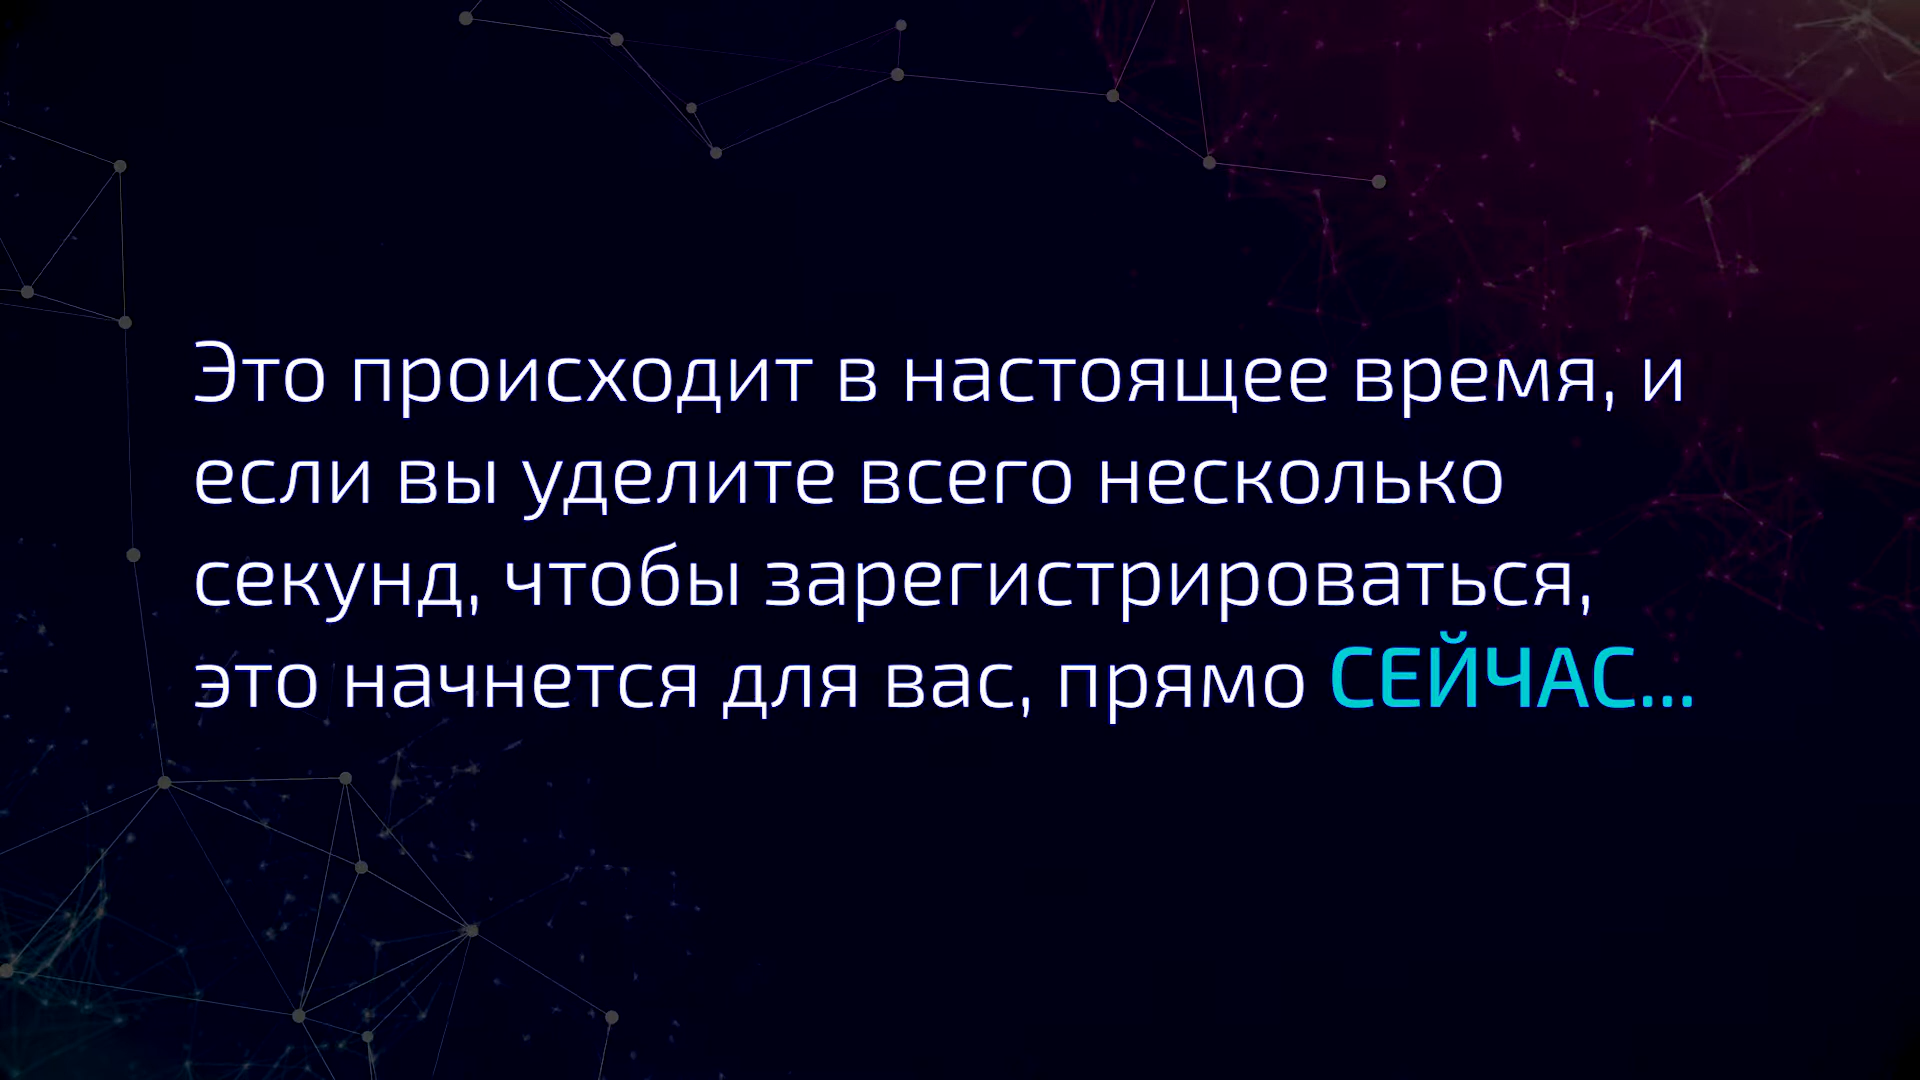 Это происходит в настоящее время, и
если вы уделите всего несколько
секунд, чтобы зарегистрироваться,
это начнется для вас, прямо СЕЙЧАС...